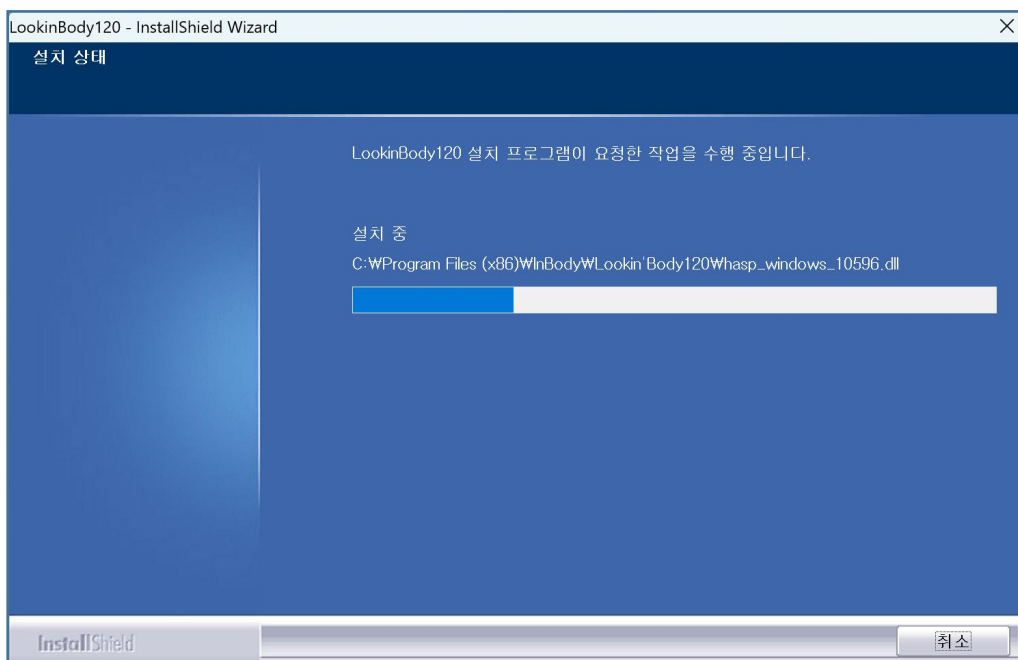 LookinBody120 - InstallShield Wizard
설치 상태
LookinBody120 설치 프로그램이 요청한 작업을 수행 중입니다.
설치 중
C:₩Program Files (x86)₩InBody₩Lookin'Body120₩hasp_windows_10596.dll
InstallShield
취소